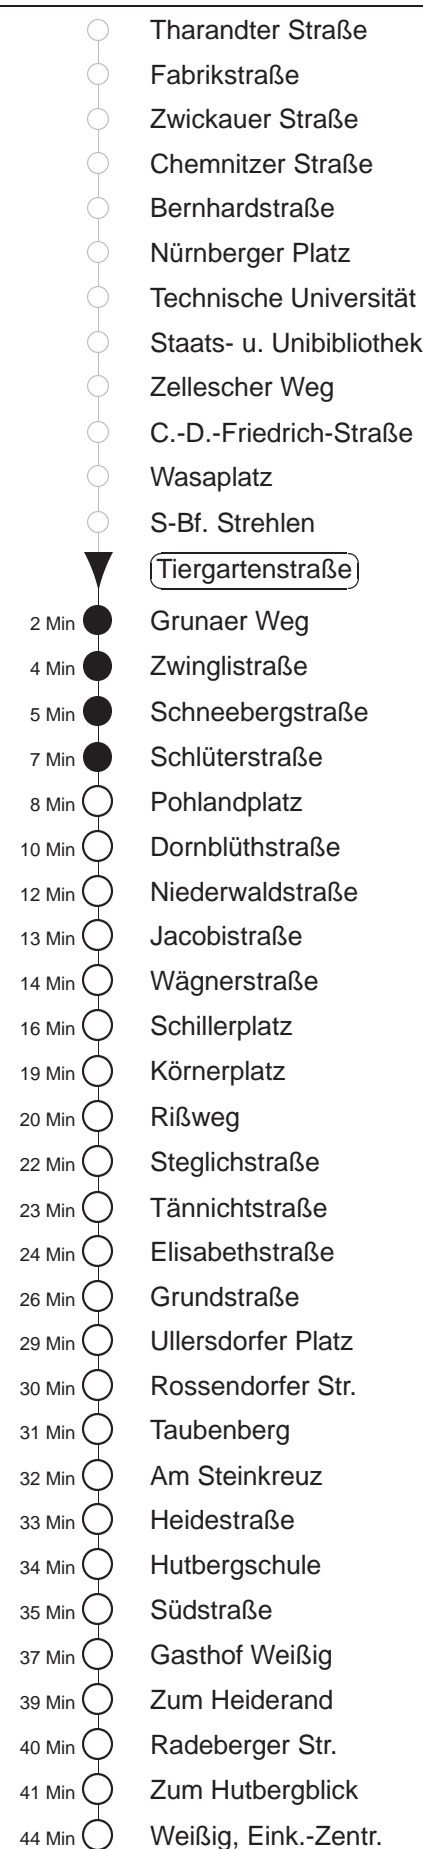 Tharandter Straße
Fabrikstraße
Zwickauer Straße
Chemnitzer Straße
Bernhardstraße
Nürnberger Platz
Technische Universität
Staats- u. Unibibliothek
Zellescher Weg
C.-D.-Friedrich-Straße
Wasaplatz
S-Bf. Strehlen
Tiergartenstraße
2 Min Grunaer Weg
4 Min Zwinglistraße
5 Min Schneebergstraße
7 Min Schlüterstraße
8 Min Pohlandplatz
10 Min Dornblüthstraße
12 Min Niederwaldstraße
13 Min Jacobistraße
14 Min Wägnerstraße
16 Min Schillerplatz
19 Min Körnerplatz
20 Min Rißweg
22 Min Steglichstraße
23 Min Tännichtstraße
24 Min Elisabethstraße
26 Min Grundstraße
29 Min Ullersdorfer Platz
30 Min Rossendorfer Str.
31 Min Taubenberg
32 Min Am Steinkreuz
33 Min Heidestraße
34 Min Hutbergschule
35 Min Südstraße
37 Min Gasthof Weißig
39 Min Zum Heiderand
40 Min Radeberger Str.
41 Min Zum Hutbergblick
44 Min Weißig, Eink.-Zentr.